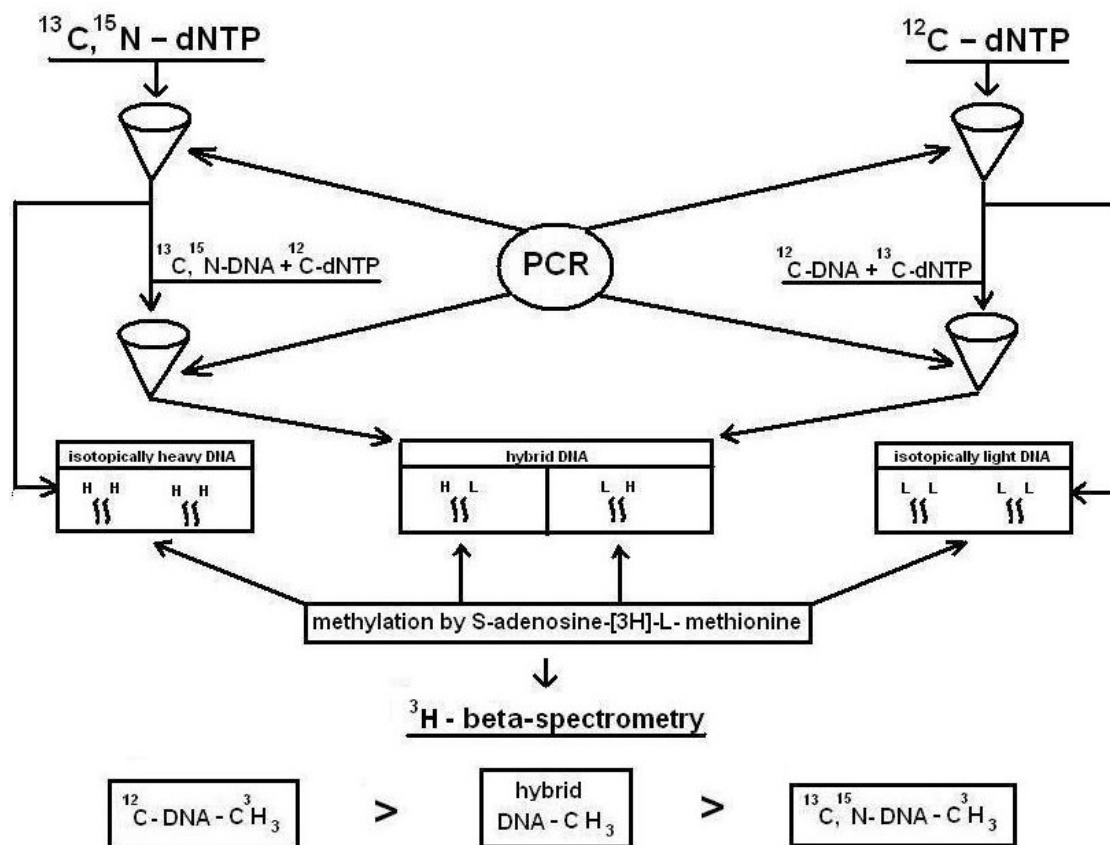 ¹³C,¹⁵N – dNTP
¹²C – dNTP
PCR
¹³C,¹⁵N-DNA + ¹²C-dNTP
¹²C-DNA + ¹³C-dNTP
isotopically heavy DNA
H H H H
hybrid DNA
H L L H
isotopically light DNA
L L L L
methylation by S-adenosine-[3H]-L- methionine
³H - beta-spectrometry
¹²C- DNA - C³H₃
>
hybrid
DNA - CH₃
>
¹³C,¹⁵N- DNA - C³H₃